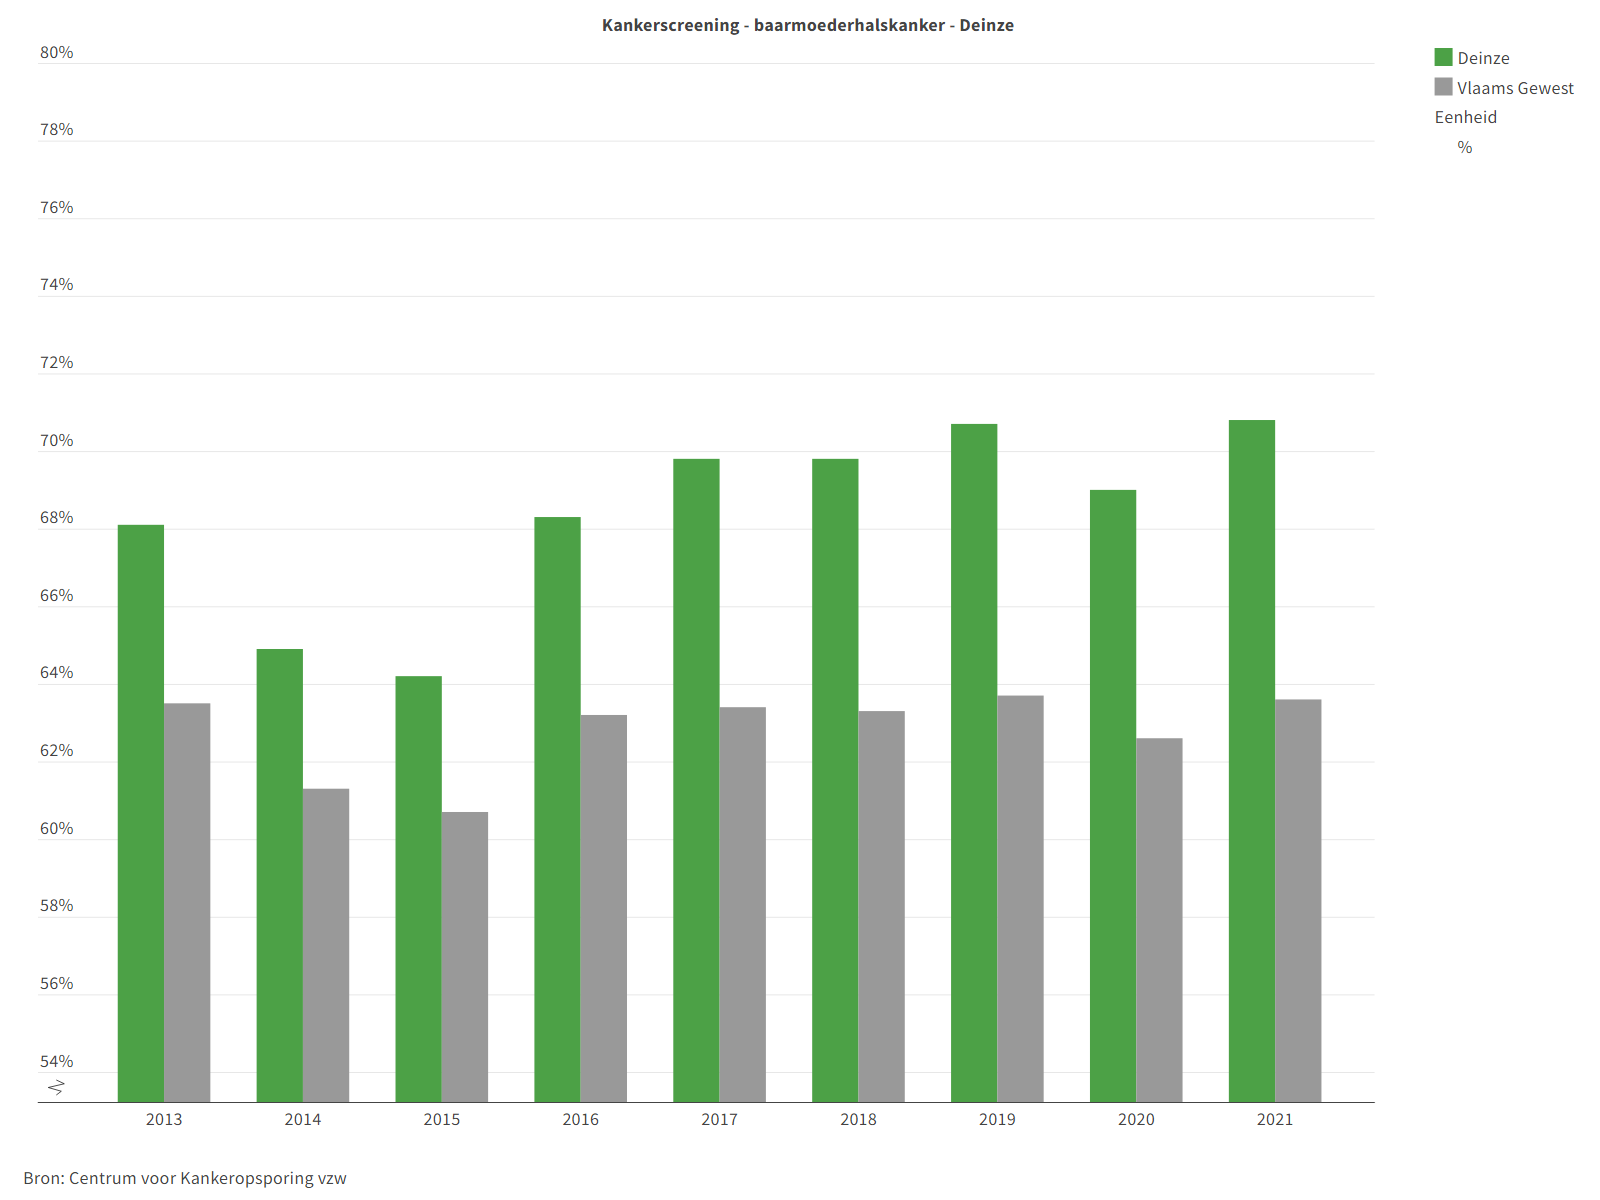 Kankerscreening - baarmoederhalskanker - Deinze
80%
78%
76%
74%
72%
70%
68%
66%
64%
62%
60%
58%
56%
54%
2013 2014 2015 2016 2017 2018 2019 2020 2021
Deinze
Vlaams Gewest
Eenheid
%
Bron: Centrum voor Kankeropsporing vzw